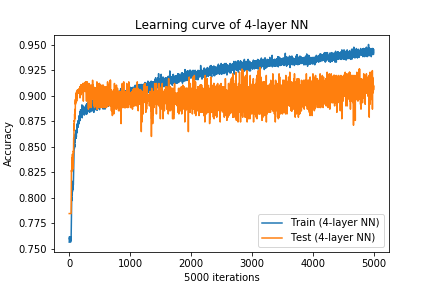 Learning curve of 4-layer NN
0.950
0.925
0.900
0.875
0.850
0.825
0.800
0.775
0.750
Accuracy
Train (4-layer NN)
Test (4-layer NN)
0 1000 2000 3000 4000 5000
5000 iterations